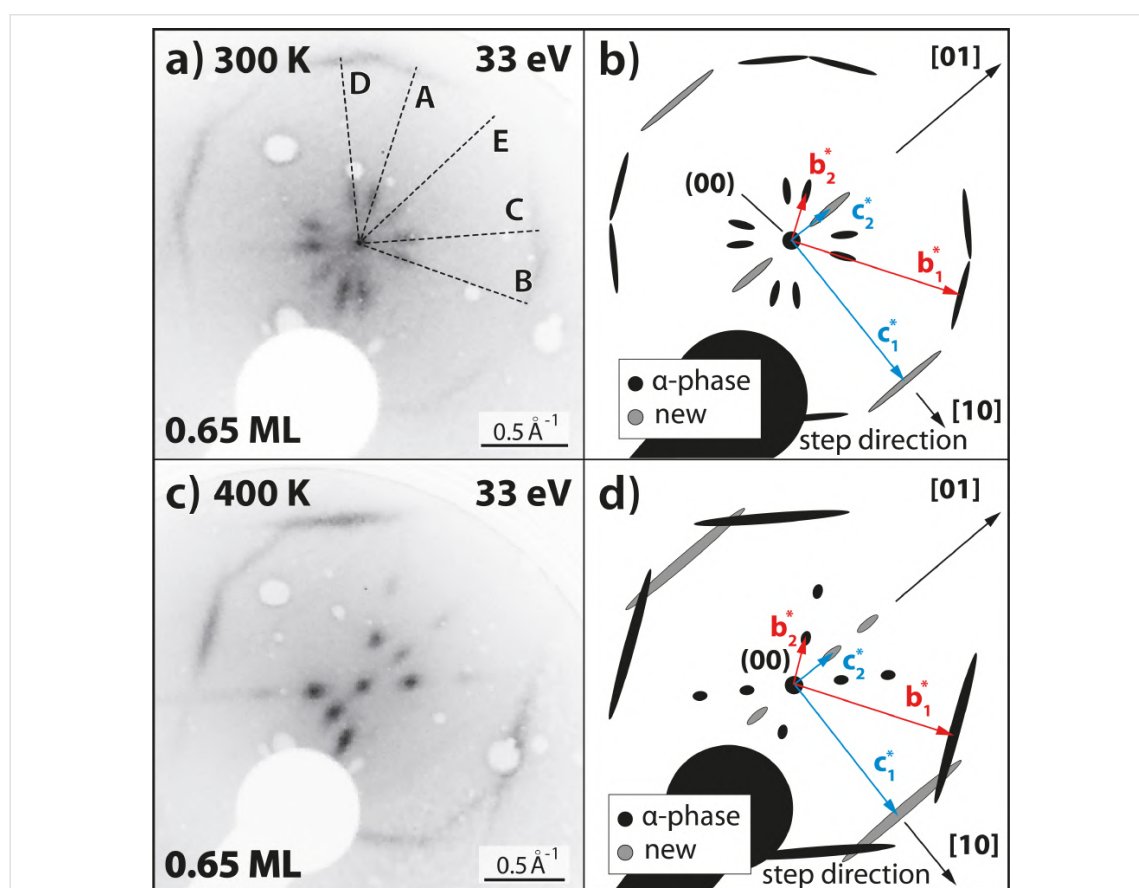 a) 300 K 33 eV
D
A
E
C
B
0.65 ML
0.5 Å⁻¹
b)
[01]
(00)
b₂*
c₂*
b₁*
c₁*
α-phase
new
[10]
step direction
c) 400 K 33 eV
0.65 ML
0.5 Å⁻¹
d)
[01]
b₂*
(00)
c₂*
b₁*
c₁*
α-phase
new
[10]
step direction